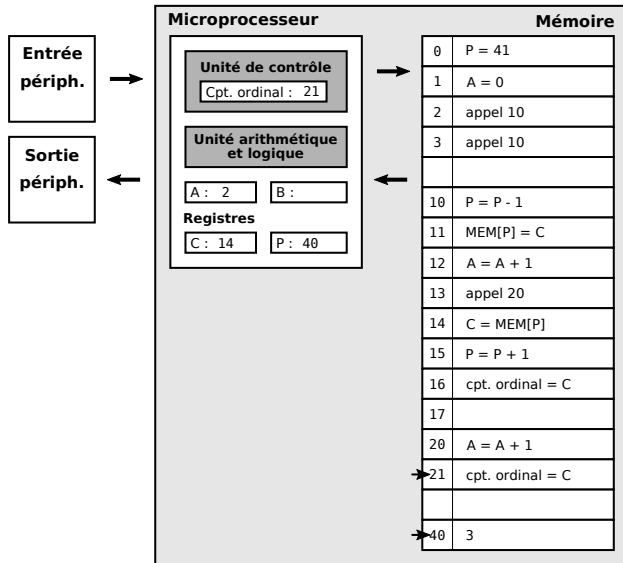 Microprocesseur
Mémoire
Entrée
périph.
Sortie
périph.
Unité de contrôle
Cpt. ordinal : 21
Unité arithmétique
et logique
A : 2
B :
Registres
C : 14
P : 40
0 P = 41
1 A = 0
2 appel 10
3 appel 10
10 P = P - 1
11 MEM[P] = C
12 A = A + 1
13 appel 20
14 C = MEM[P]
15 P = P + 1
16 cpt. ordinal = C
17
20 A = A + 1
21 cpt. ordinal = C
40 3